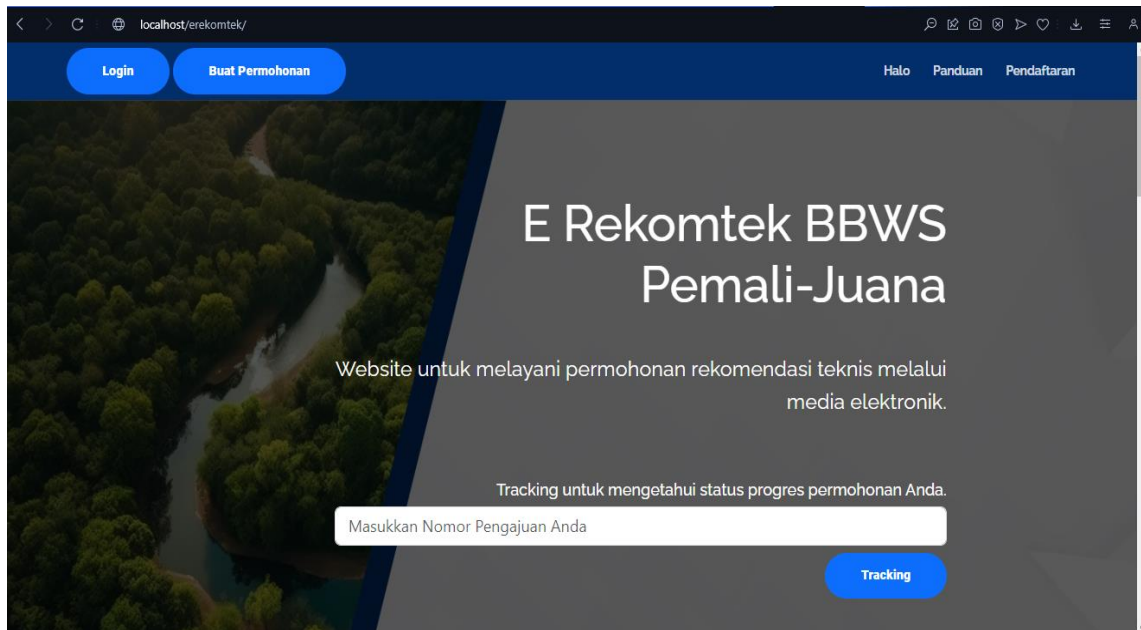 localhost/erekomtek/
Login
Buat Permohonan
Halo
Panduan
Pendaftaran
E Rekomtek BBWS
Pemali-Juana
Website untuk melayani permohonan rekomendasi teknis melalui
media elektronik.
Tracking untuk mengetahui status progres permohonan Anda.
Masukkan Nomor Pengajuan Anda
Tracking